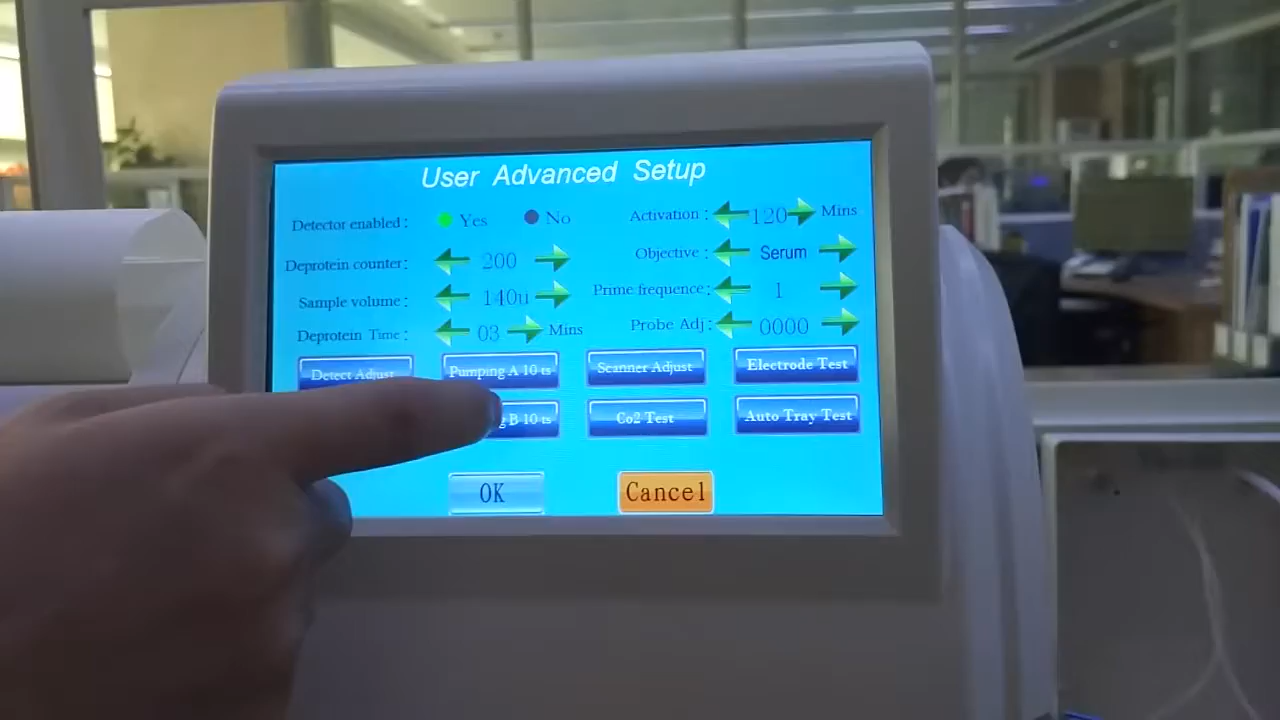 User Advanced Setup
Detector enabled: Yes No
Activation: 120 Mins
Deprotein counter: 200
Objective: Serum
Sample volume: 140u
Prime frequence: 1
Deprotein Time: 03 Mins
Probe Adj: 0000
Detect Adjust
Pumping A 10 ts
Scanner Adjust
Electrode Test
g B 10 ts
Co2 Test
Auto Tray Test
OK
Cancel